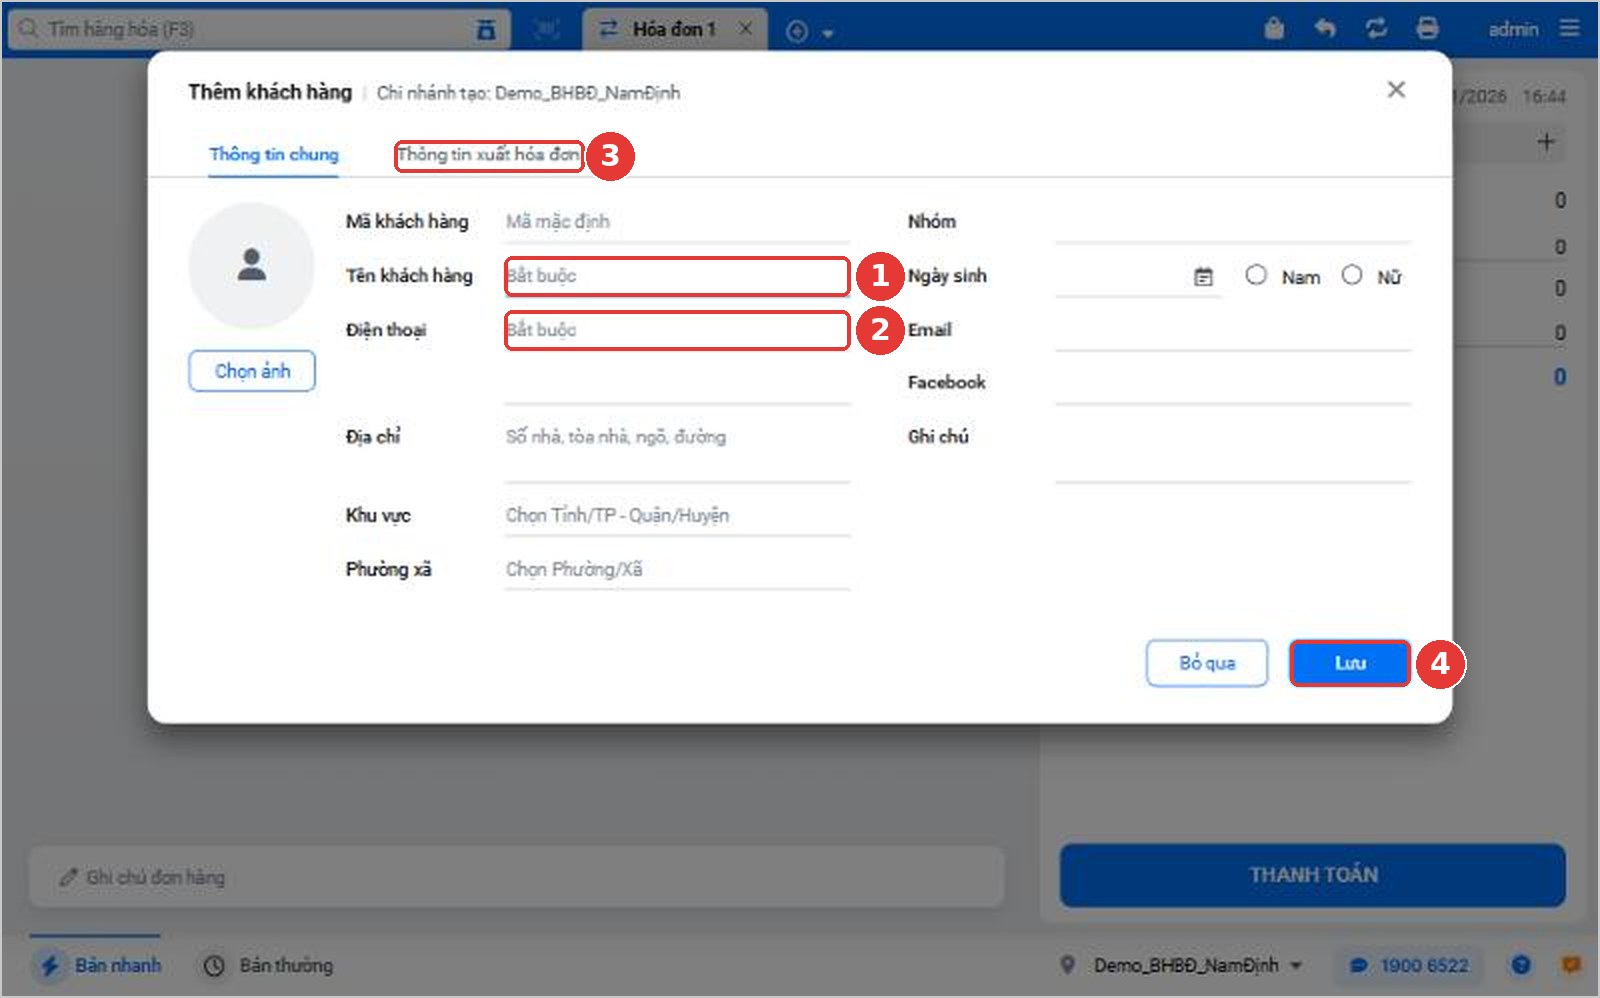 Tìm hàng hóa (F3)
Hóa đơn 1
admin
Thêm khách hàng | Chi nhánh tạo: Demo_BHBĐ_NamĐịnh
1/2026 16:44
Thông tin chung
Thông tin xuất hóa đơn
3
Mã khách hàng
Mã mặc định
Nhóm
0
Tên khách hàng
Bắt buộc
1
Ngày sinh
Nam
Nữ
0
0
Điện thoại
Bắt buộc
2
Email
0
Chọn ảnh
Facebook
0
Địa chỉ
Số nhà, tòa nhà, ngõ, đường
Ghi chú
Khu vực
Chọn Tỉnh/TP - Quận/Huyện
Phường xã
Chọn Phường/Xã
Bỏ qua
Lưu
4
Ghi chú đơn hàng
THANH TOÁN
Bán nhanh
Bán thường
Demo_BHBĐ_NamĐịnh
1900 6522